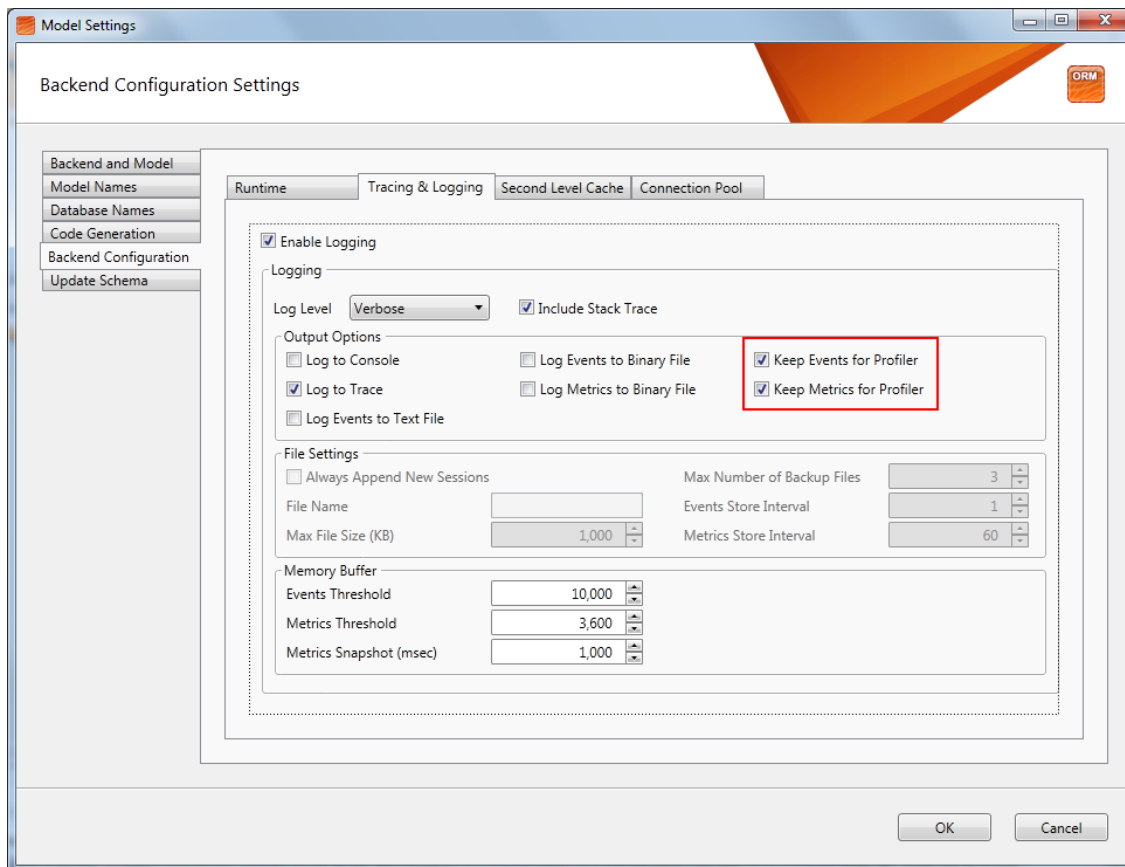 Model Settings
Backend Configuration Settings
ORM
Backend and Model
Model Names
Database Names
Code Generation
Backend Configuration
Update Schema
Runtime
Tracing & Logging
Second Level Cache
Connection Pool
Enable Logging
Logging
Log Level Verbose Include Stack Trace
Output Options
Log to Console Log Events to Binary File Keep Events for Profiler
Log to Trace Log Metrics to Binary File Keep Metrics for Profiler
Log Events to Text File
File Settings
Always Append New Sessions Max Number of Backup Files 3
File Name Events Store Interval 1
Max File Size (KB) 1,000 Metrics Store Interval 60
Memory Buffer
Events Threshold 10,000
Metrics Threshold 3,600
Metrics Snapshot (msec) 1,000
OK Cancel